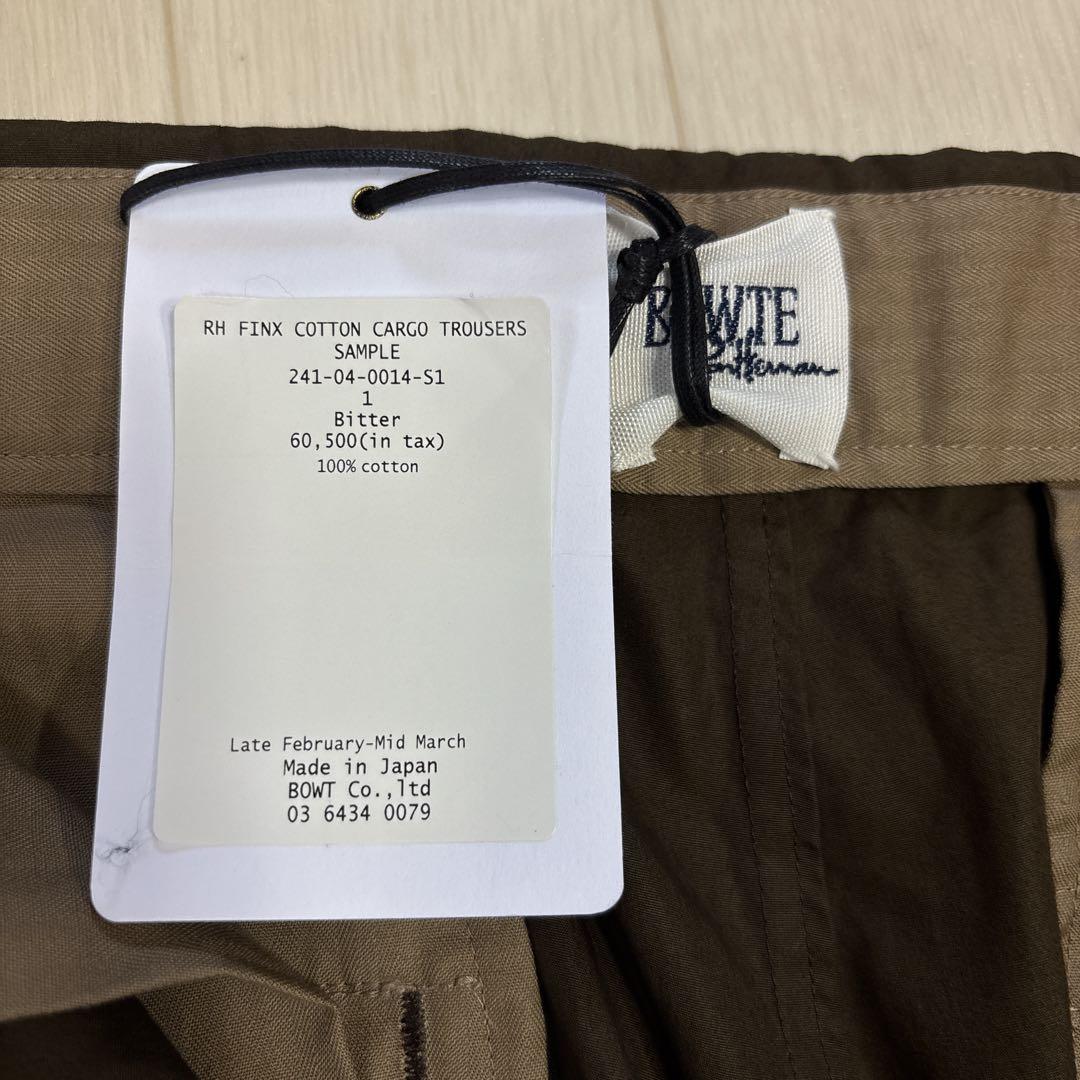 RH FINX COTTON CARGO TROUSERS
SAMPLE
241-04-0014-S1
1
Bitter
60,500(in tax)
100% cotton
Late February-Mid March
Made in Japan
BOWT Co.,ltd
03 6434 0079
BOWTE
Gentleman